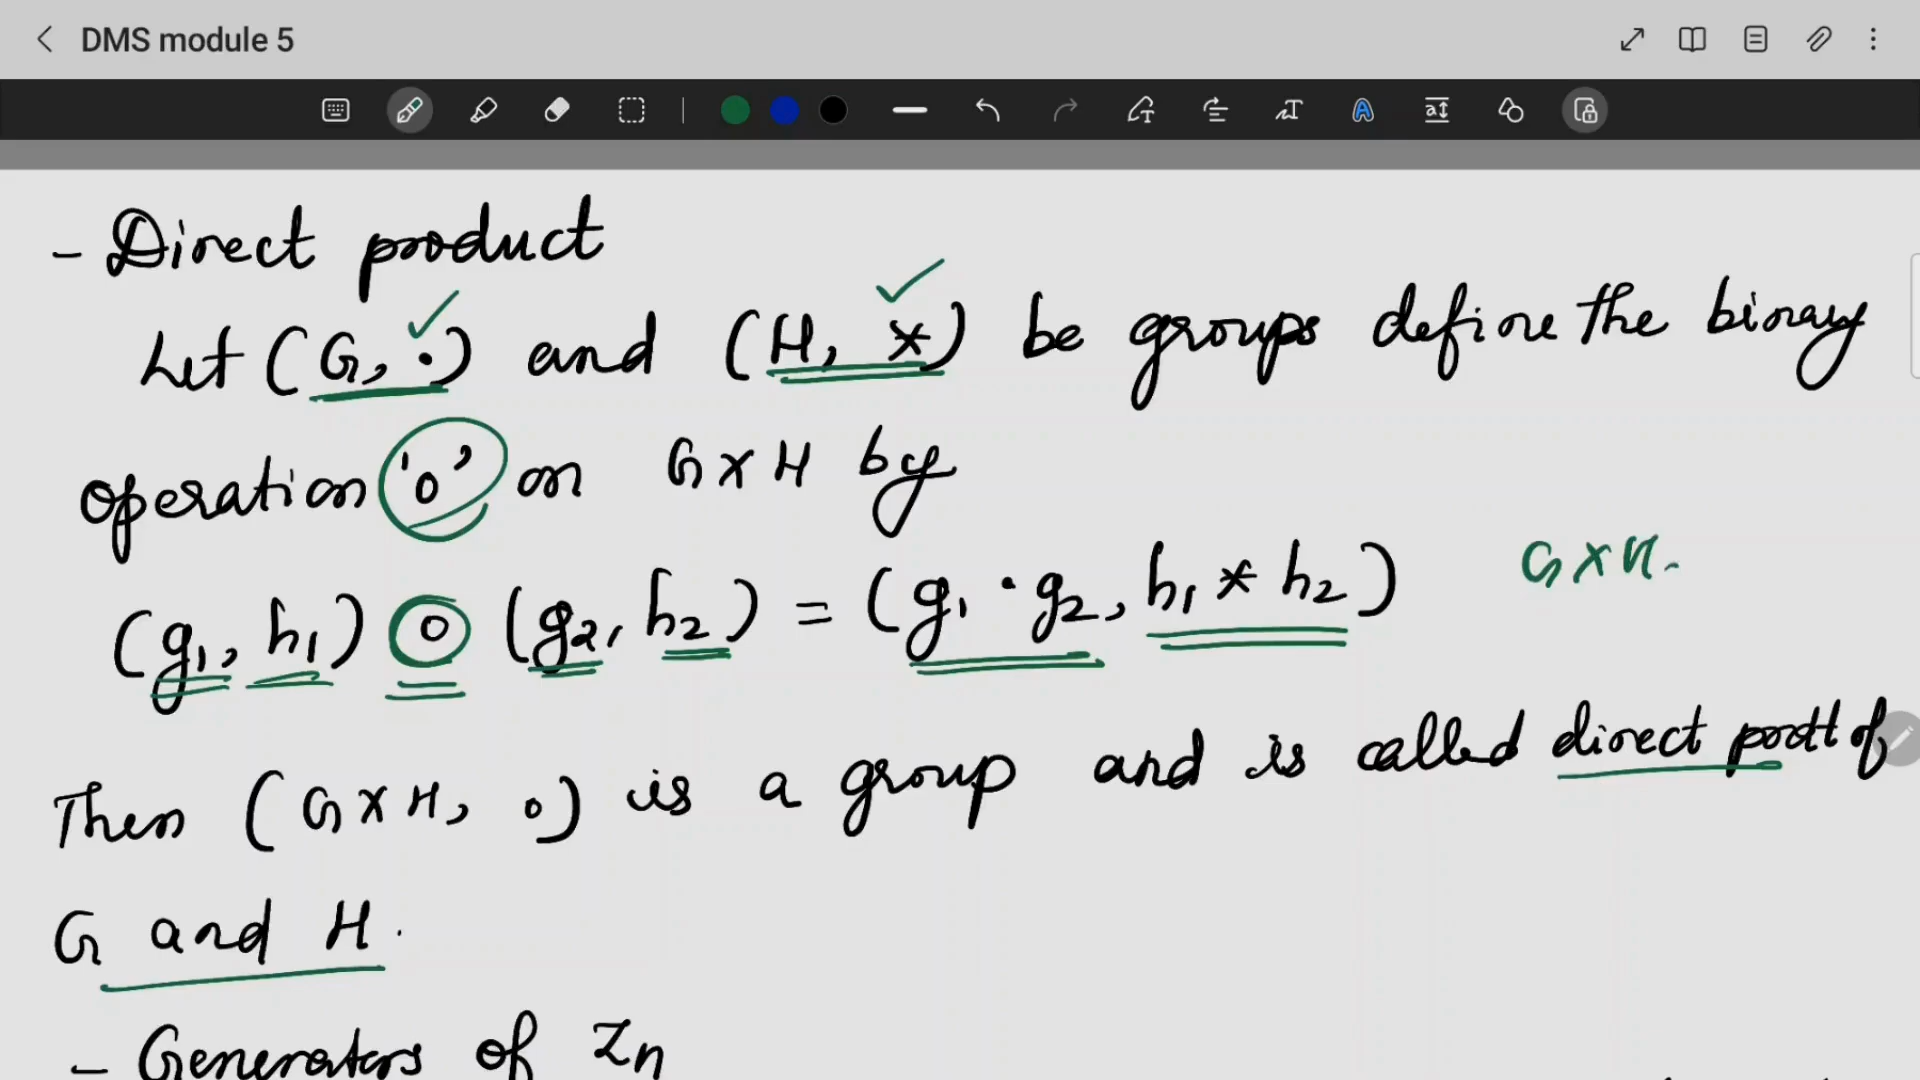 DMS module 5
- Direct product
Let (G, ·) and (H, *) be groups define the binary
operation 'o' on G x H by
(g₁, h₁) o (g₂, h₂) = (g₁ · g₂, h₁ * h₂) G x H.
Then (G x H, o) is a group and is called direct pdtt of
G and H.
- Generators of Zn